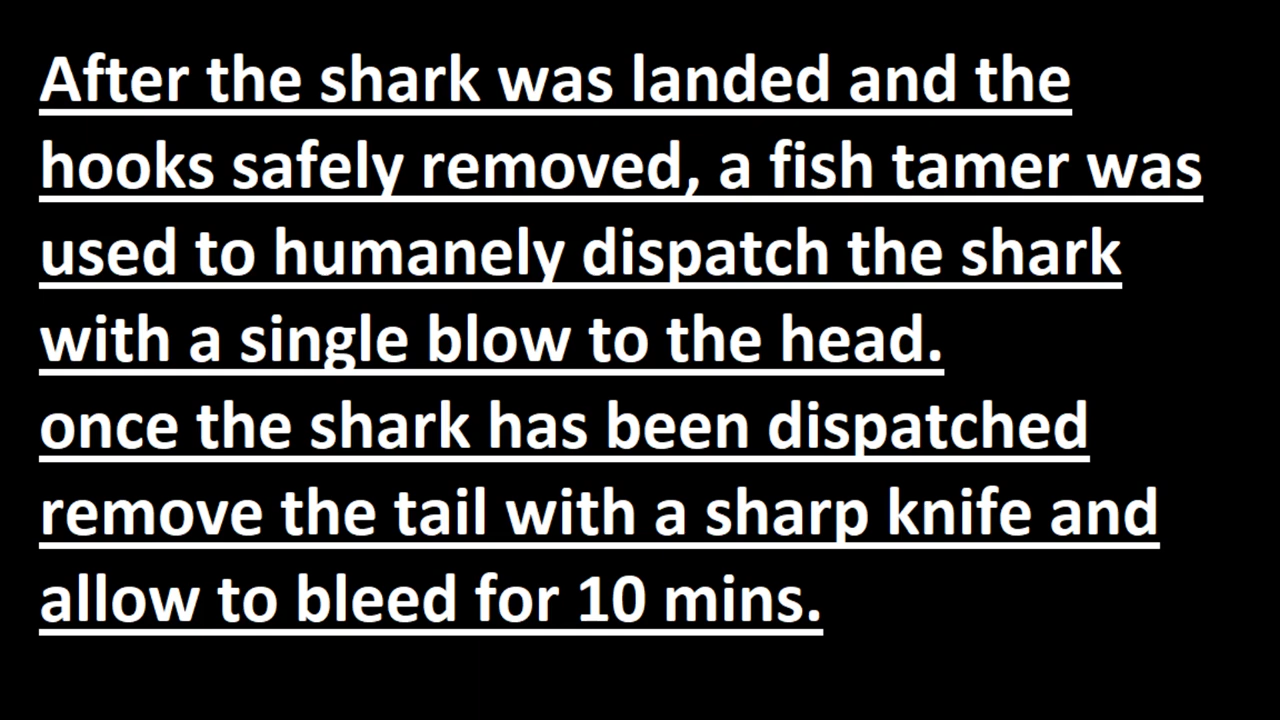 After the shark was landed and the
hooks safely removed, a fish tamer was
used to humanely dispatch the shark
with a single blow to the head.
once the shark has been dispatched
remove the tail with a sharp knife and
allow to bleed for 10 mins.